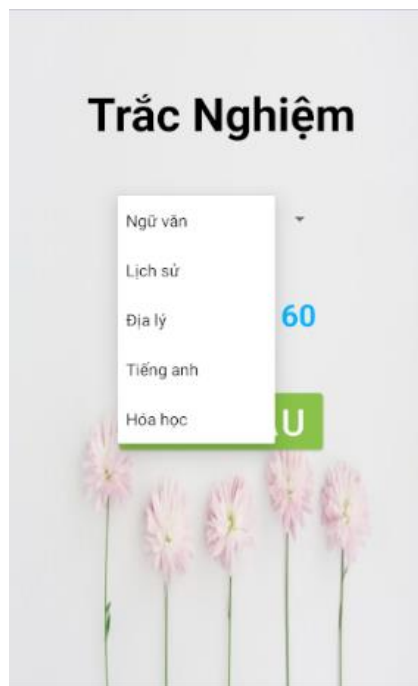 Trắc Nghiệm
Ngữ văn
Lịch sử
Địa lý
60
Tiếng anh
Hóa học